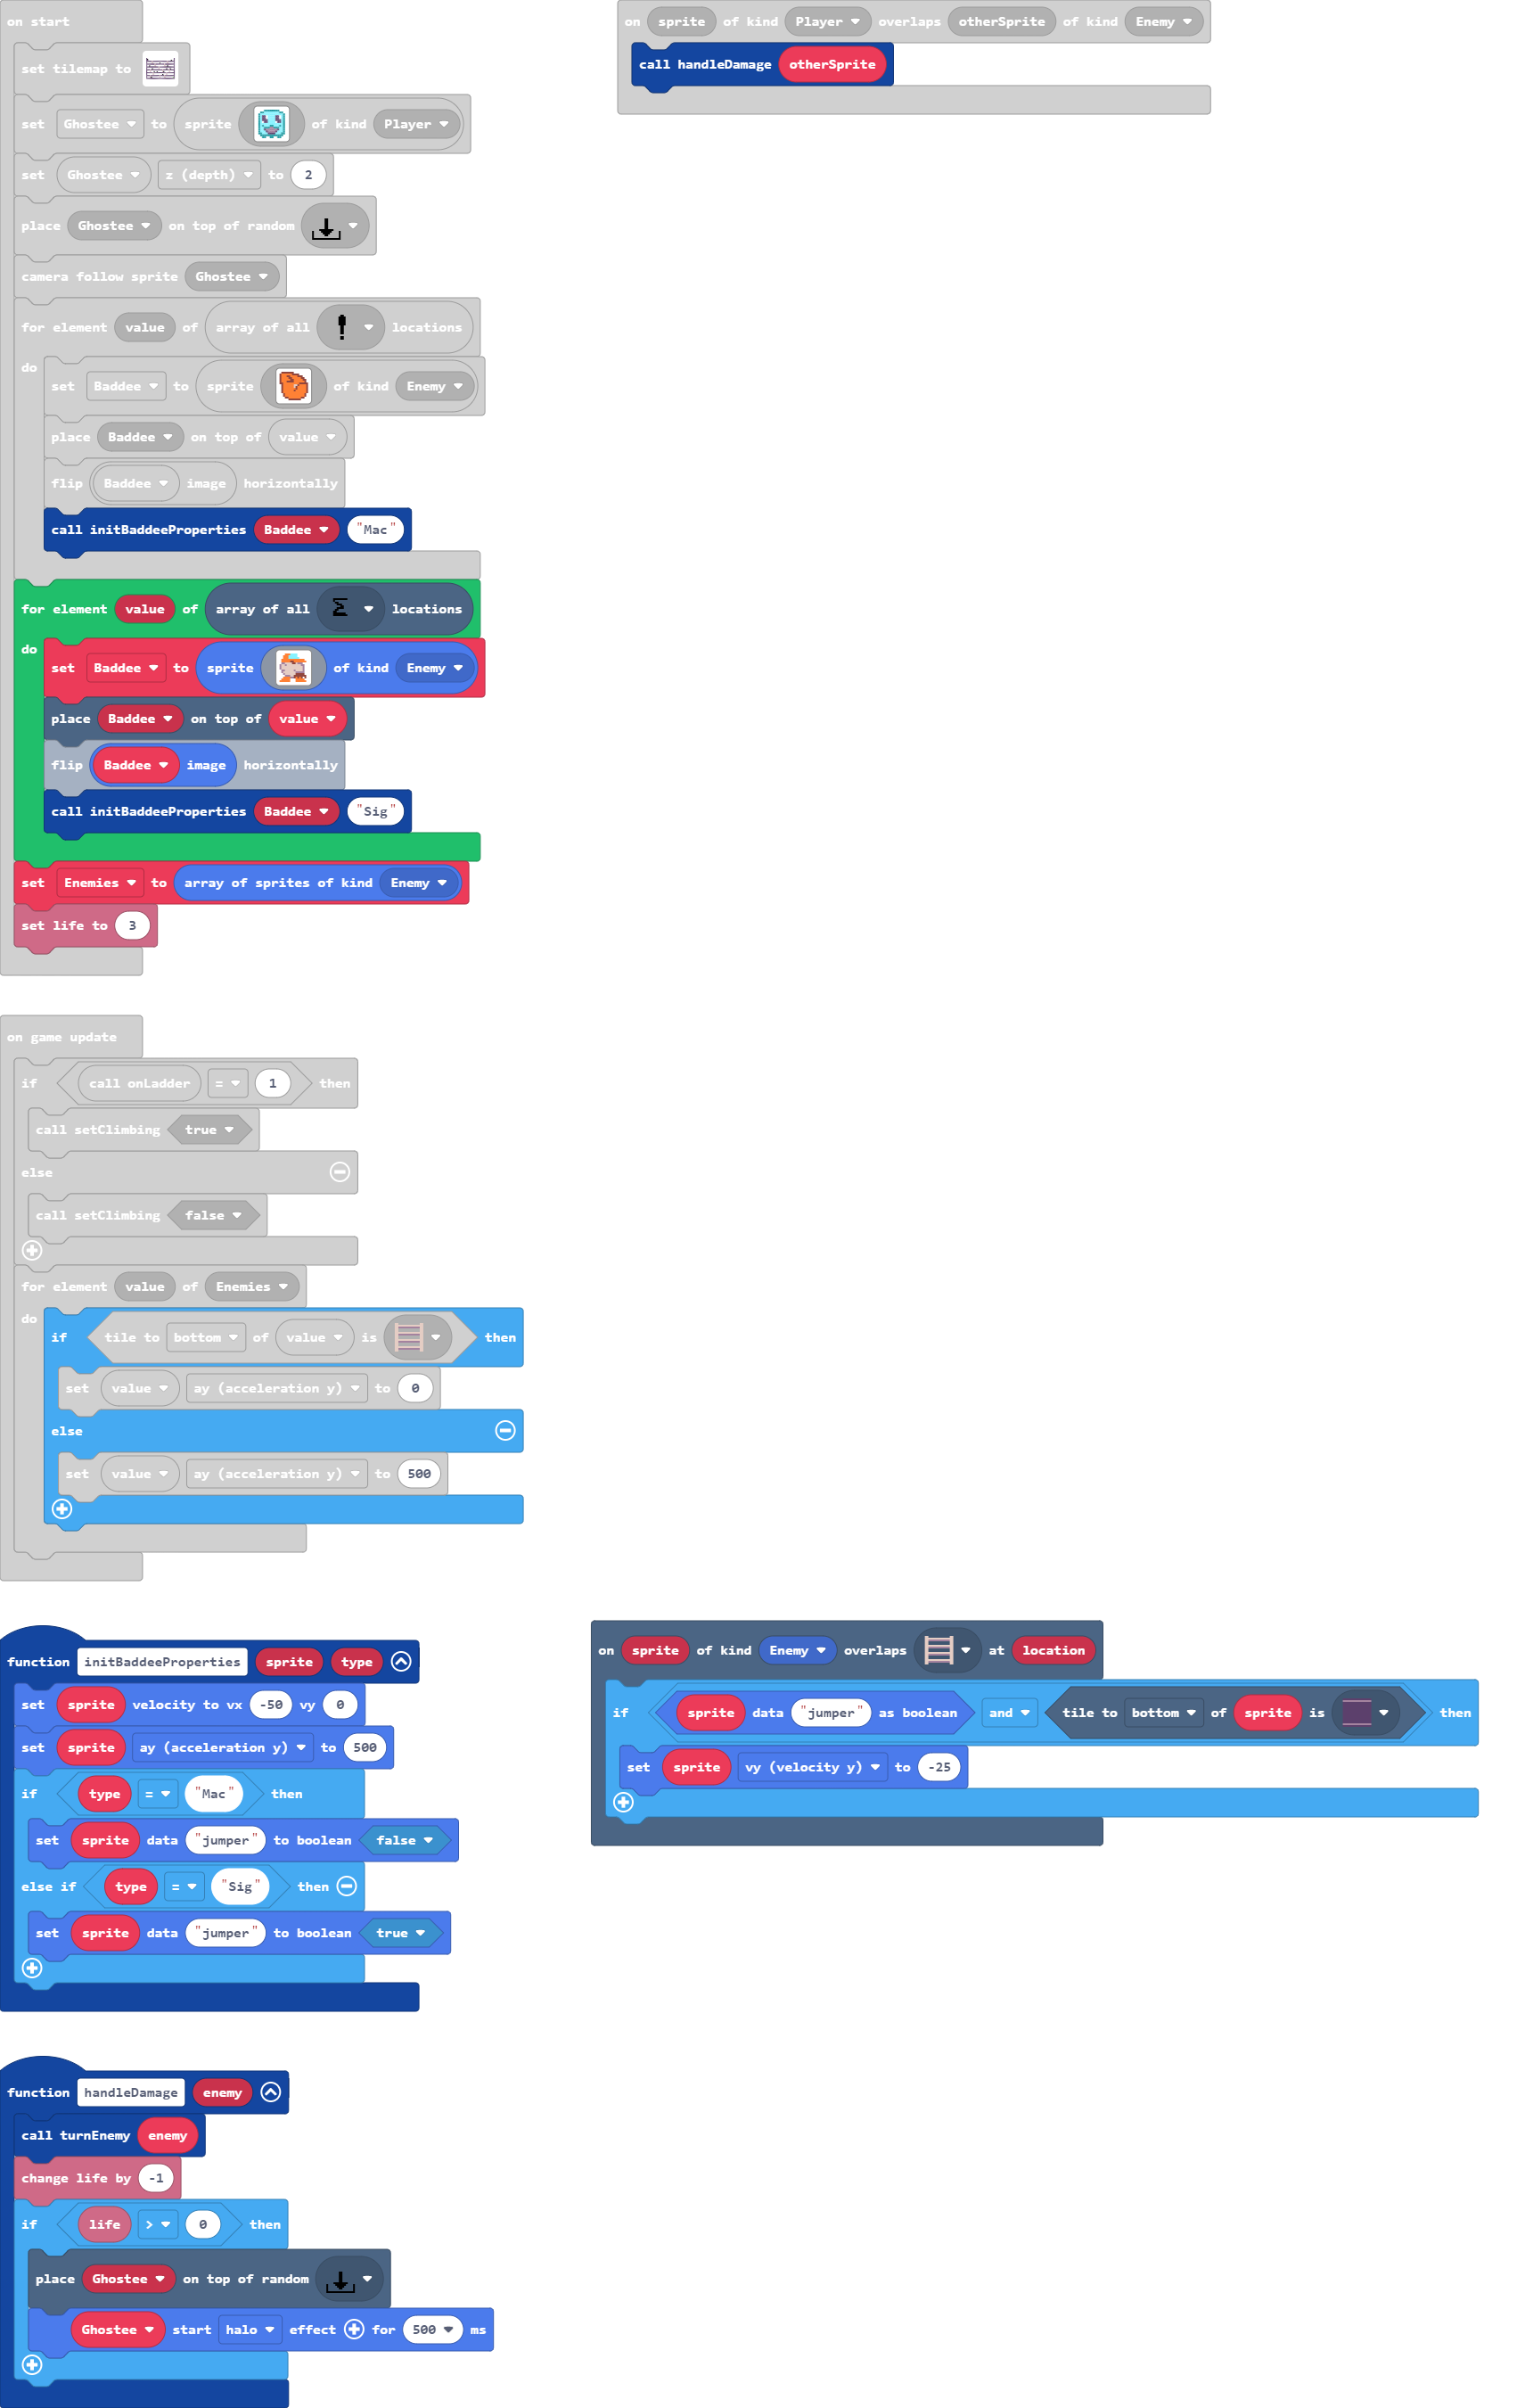 on start
set tilemap to
set Ghostee to sprite of kind Player
set Ghostee z (depth) to 2
place Ghostee on top of random
camera follow sprite Ghostee
for element value of array of all locations
do
set Baddee to sprite of kind Enemy
place Baddee on top of value
flip Baddee image horizontally
call initBaddeeProperties Baddee "Mac"
for element value of array of all locations
do
set Baddee to sprite of kind Enemy
place Baddee on top of value
flip Baddee image horizontally
call initBaddeeProperties Baddee "Sig"
set Enemies to array of sprites of kind Enemy
set life to 3
on sprite of kind Player overlaps otherSprite of kind Enemy
call handleDamage otherSprite
on game update
if call onLadder = 1 then
call setClimbing true
else
call setClimbing false
for element value of Enemies
do
if tile to bottom of value is then
set value ay (acceleration y) to 0
else
set value ay (acceleration y) to 500
function initBaddeeProperties sprite type
set sprite velocity to vx -50 vy 0
set sprite ay (acceleration y) to 500
if type = "Mac" then
set sprite data "jumper" to boolean false
else if type = "Sig" then
set sprite data "jumper" to boolean true
on sprite of kind Enemy overlaps at location
if sprite data "jumper" as boolean and tile to bottom of sprite is then
set sprite vy (velocity y) to -25
function handleDamage enemy
call turnEnemy enemy
change life by -1
if life > 0 then
place Ghostee on top of random
Ghostee start halo effect for 500 ms